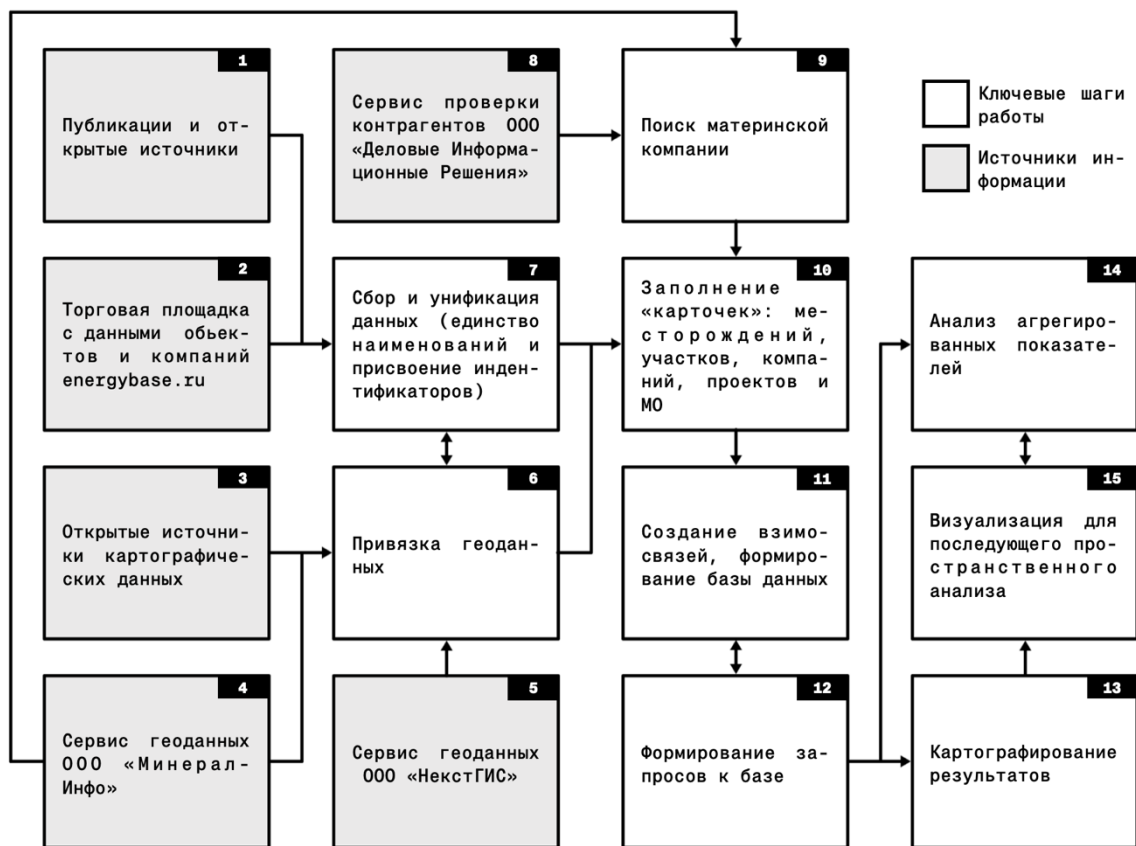 1
Публикации и от-
крытые источники
8
Сервис проверки
контрагентов ООО
«Деловые Информа-
ционные Решения»
9
Поиск материнской
компании
Ключевые шаги
работы
Источники ин-
формации
2
Торговая площадка
с данными обьек-
тов и компаний
energybase.ru
7
Сбор и унификация
данных (единство
наименований и
присвоение инден-
тификаторов)
10
Заполнение
«карточек»: ме-
сторождений,
участков, компа-
ний, проектов и
МО
14
Анализ агрегиро-
ванных показате-
лей
3
Открытые источни-
ки картографиче-
ских данных
6
Привязка геодан-
ных
11
Создание взимо-
связей, формиро-
вание базы данных
15
Визуализация для
последующего про-
странственного
анализа
4
Сервис геоданных
ООО «Минерал-
Инфо»
5
Сервис геоданных
ООО «НекстГИС»
12
Формирование за-
просов к базе
13
Картографирование
результатов